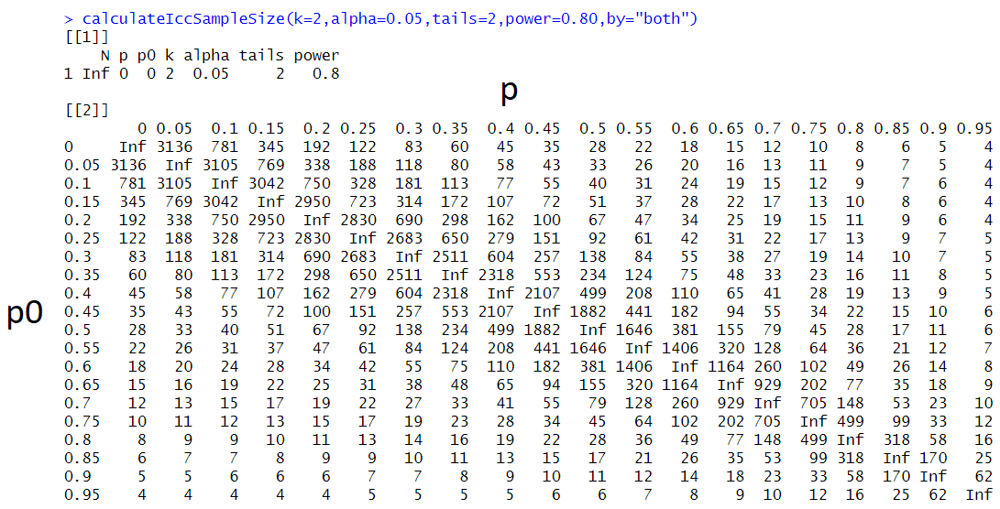 > calculateIccSampleSize(k=2,alpha=0.05,tails=2,power=0.80,by="both")
[[1]]
N p p0 k alpha tails power
1 Inf 0 0 2 0.05 2 0.8
p
[[2]]
0 0.05 0.1 0.15 0.2 0.25 0.3 0.35 0.4 0.45 0.5 0.55 0.6 0.65 0.7 0.75 0.8 0.85 0.9 0.95
0 Inf 3136 781 345 192 122 83 60 45 35 28 22 18 15 12 10 8 6 5 4
0.05 3136 Inf 3105 769 338 188 118 80 58 43 33 26 20 16 13 11 9 7 5 4
0.1 781 3105 Inf 3042 750 328 181 113 77 55 40 31 24 19 15 12 9 7 6 4
0.15 345 769 3042 Inf 2950 723 314 172 107 72 51 37 28 22 17 13 10 8 6 4
0.2 192 338 750 2950 Inf 2830 690 298 162 100 67 47 34 25 19 15 11 9 6 4
0.25 122 188 328 723 2830 Inf 2683 650 279 151 92 61 42 31 22 17 13 9 7 5
0.3 83 118 181 314 690 2683 Inf 2511 604 257 138 84 55 38 27 19 14 10 7 5
0.35 60 80 113 172 298 650 2511 Inf 2318 553 234 124 75 48 33 23 16 11 8 5
0.4 45 58 77 107 162 279 604 2318 Inf 2107 499 208 110 65 41 28 19 13 9 5
p0
0.45 35 43 55 72 100 151 257 553 2107 Inf 1882 441 182 94 55 34 22 15 10 6
0.5 28 33 40 51 67 92 138 234 499 1882 Inf 1646 381 155 79 45 28 17 11 6
0.55 22 26 31 37 47 61 84 124 208 441 1646 Inf 1406 320 128 64 36 21 12 7
0.6 18 20 24 28 34 42 55 75 110 182 381 1406 Inf 1164 260 102 49 26 14 8
0.65 15 16 19 22 25 31 38 48 65 94 155 320 1164 Inf 929 202 77 35 18 9
0.7 12 13 15 17 19 22 27 33 41 55 79 128 260 929 Inf 705 148 53 23 10
0.75 10 11 12 13 15 17 19 23 28 34 45 64 102 202 705 Inf 499 99 33 12
0.8 8 9 9 10 11 13 14 16 19 22 28 36 49 77 148 499 Inf 318 58 16
0.85 6 7 7 8 9 9 10 11 13 15 17 21 26 35 53 99 318 Inf 170 25
0.9 5 5 6 6 6 7 7 8 9 10 11 12 14 18 23 33 58 170 Inf 62
0.95 4 4 4 4 4 5 5 5 5 6 6 7 8 9 10 12 16 25 62 Inf